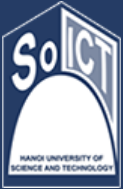 SoICT
HANOI UNIVERSITY OF
SCIENCE AND TECHNOLOGY